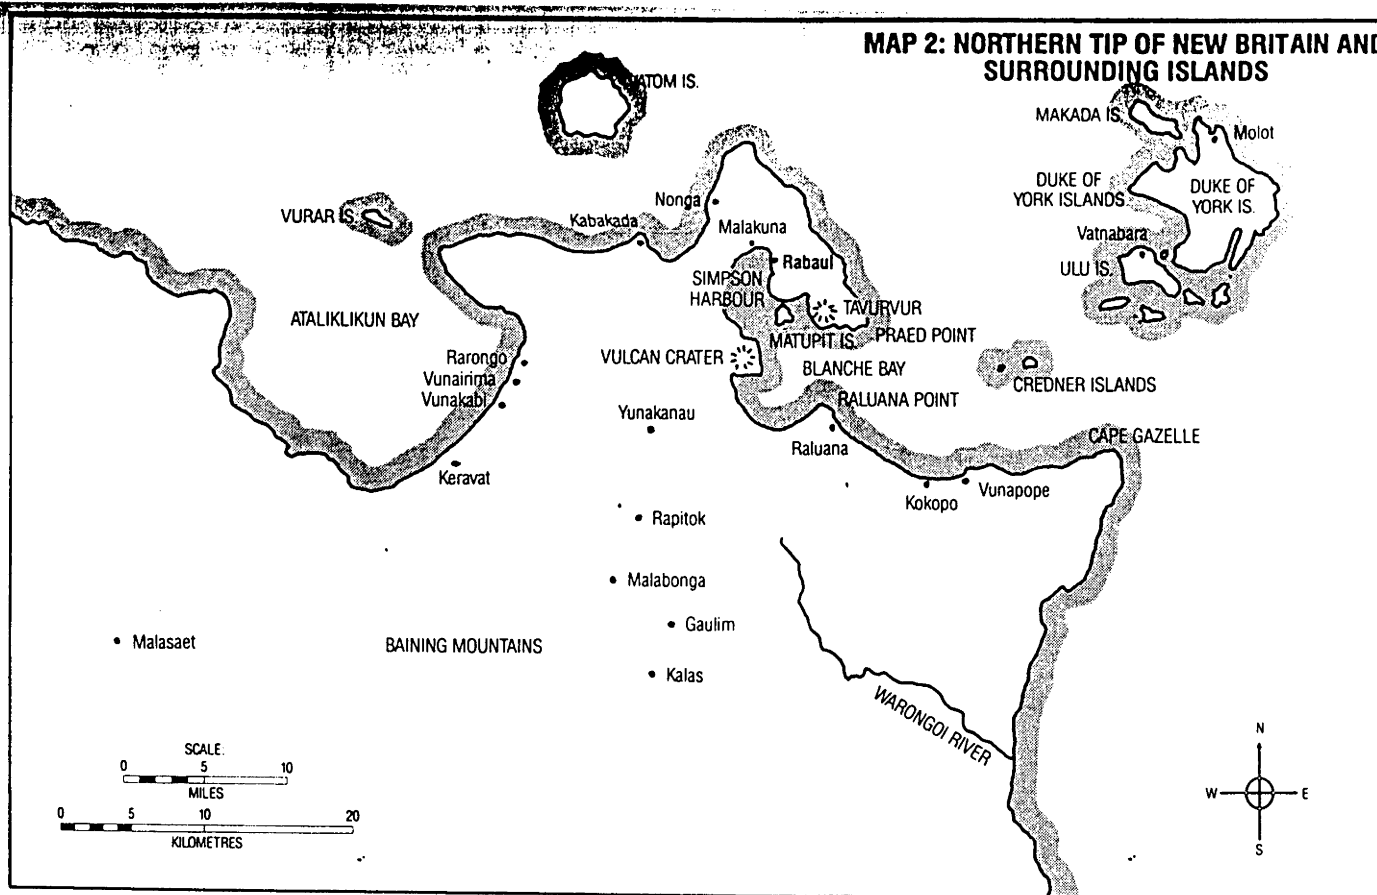 MAP 2: NORTHERN TIP OF NEW BRITAIN AND
SURROUNDING ISLANDS
ATOM IS.
MAKADA IS.
Molot
DUKE OF
YORK ISLANDS
DUKE OF
YORK IS.
VURAR IS.
Nonga
Kabakada
Malakuna
Vatnabara
Rabaul
ULU IS.
SIMPSON
HARBOUR
TAVURVUR
ATALIKLIKUN BAY
PRAED POINT
MATUPIT IS.
Rarongo
VULCAN CRATER
BLANCHE BAY
Vunairima
CREDNER ISLANDS
Vunakabi
RALUANA POINT
Yunakanau
CAPE GAZELLE
Raluana
Keravat
Kokopo
Vunapope
Rapitok
Malabonga
Gaulim
Malasaet
BAINING MOUNTAINS
Kalas
WARONGOI RIVER
SCALE.
0 5 10
MILES
0 5 10 20
KILOMETRES
N
W E
S